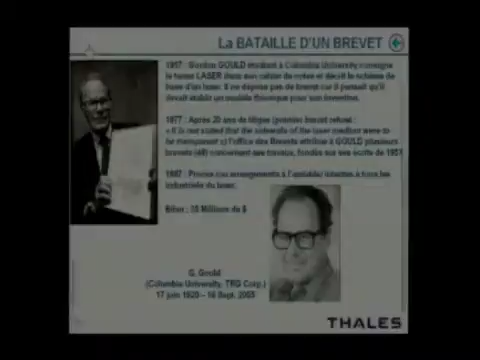 La BATAILLE D'UN BREVET
1957 : Gordon GOULD étudiant à Columbia University consigne
le terme LASER dans son cahier de notes et décrit le schéma de
base d'un laser. Il ne dépose pas de brevet car il pensait qu'il
devait établir un modèle théorique pour son invention.
1977 : Après 20 ans de litiges (premier brevet refusé :
« It is not stated that the sidewalls of the laser medium were to
be transparent ») l'office des Brevets attribue à GOULD plusieurs
brevets (48) concernant ses travaux, fondés sur ses écrits de 1957
1987 : Procès (ou arrangements à l'amiable) intentés à tous les
industriels du laser.
Bilan : 30 Millions de $
G. Gould
(Columbia University, TRG Corp.)
17 juin 1920 – 16 Sept. 2005
THALES